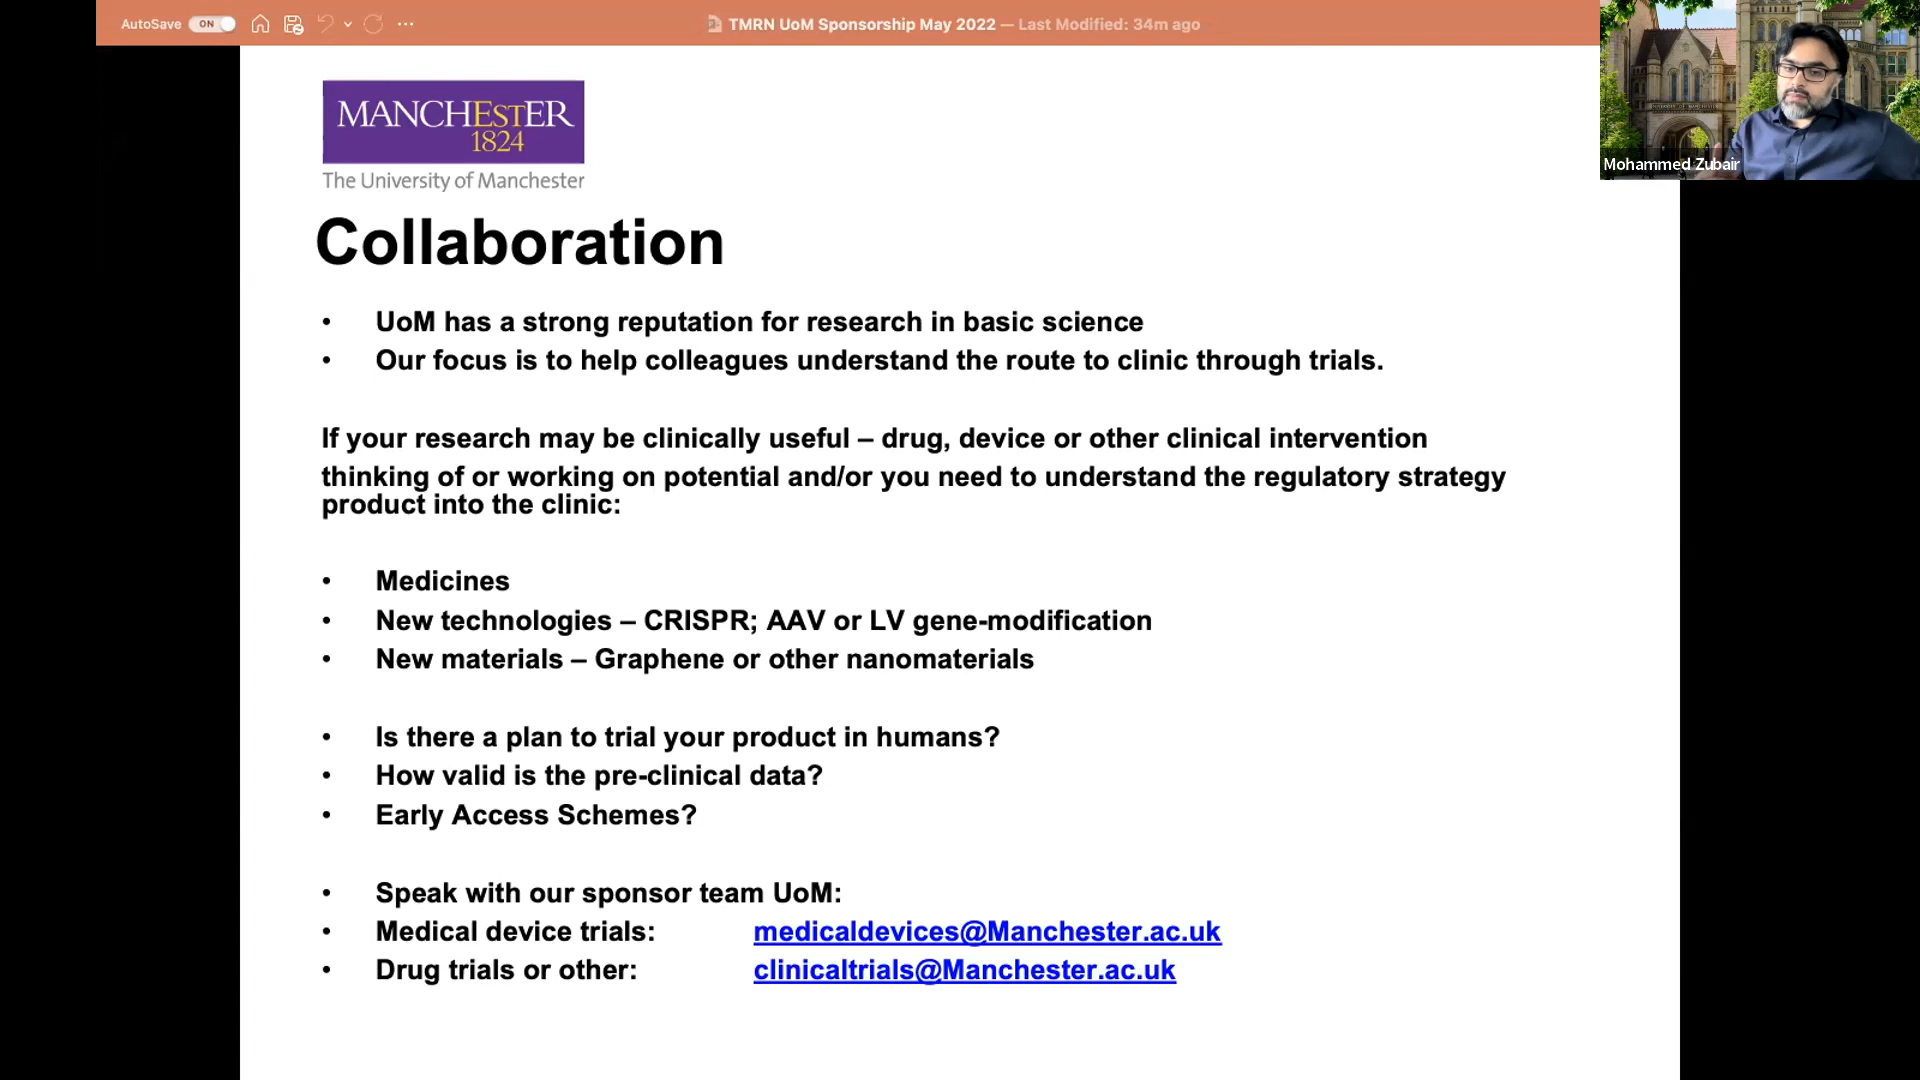 AutoSave ON
TMRN UoM Sponsorship May 2022 — Last Modified: 34m ago
Mohammed Zubair
MANCHESTER
1824
The University of Manchester
Collaboration
• UoM has a strong reputation for research in basic science
• Our focus is to help colleagues understand the route to clinic through trials.
If your research may be clinically useful – drug, device or other clinical intervention
thinking of or working on potential and/or you need to understand the regulatory strategy
product into the clinic:
• Medicines
• New technologies – CRISPR; AAV or LV gene-modification
• New materials – Graphene or other nanomaterials
• Is there a plan to trial your product in humans?
• How valid is the pre-clinical data?
• Early Access Schemes?
• Speak with our sponsor team UoM:
• Medical device trials: medicaldevices@Manchester.ac.uk
• Drug trials or other: clinicaltrials@Manchester.ac.uk